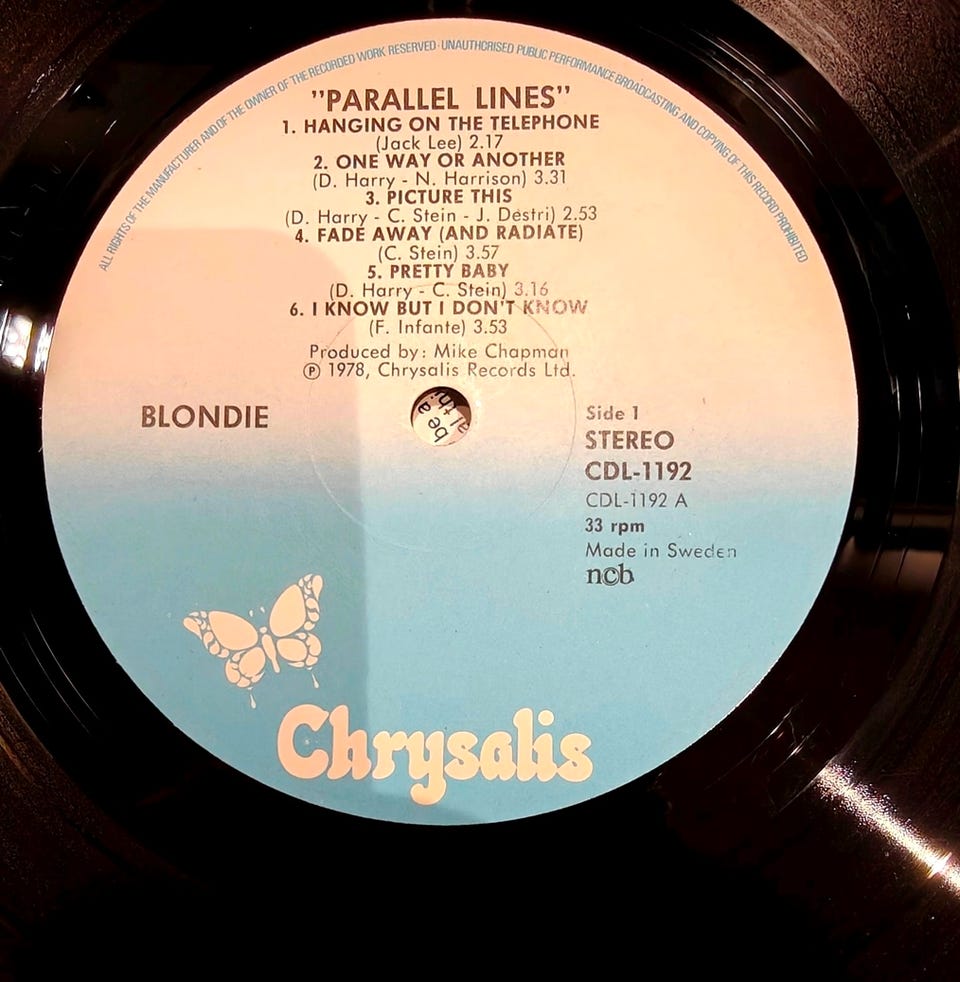 ALL RIGHTS OF THE MANUFACTURER AND OF THE OWNER OF THE RECORDED WORK RESERVED · UNAUTHORISED PUBLIC PERFORMANCE BROADCASTING AND COPYING OF THIS RECORD PROHIBITED
"PARALLEL LINES"
1. HANGING ON THE TELEPHONE
(Jack Lee) 2.17
2. ONE WAY OR ANOTHER
(D. Harry - N. Harrison) 3.31
3. PICTURE THIS
(D. Harry - C. Stein - J. Destri) 2.53
4. FADE AWAY (AND RADIATE)
(C. Stein) 3.57
5. PRETTY BABY
(D. Harry - C. Stein) 3.16
6. I KNOW BUT I DON'T KNOW
(F. Infante) 3.53
Produced by: Mike Chapman
℗ 1978, Chrysalis Records Ltd.
BLONDIE
Side 1
STEREO
CDL-1192
CDL-1192 A
33 rpm
Made in Sweden
ncb
Chrysalis